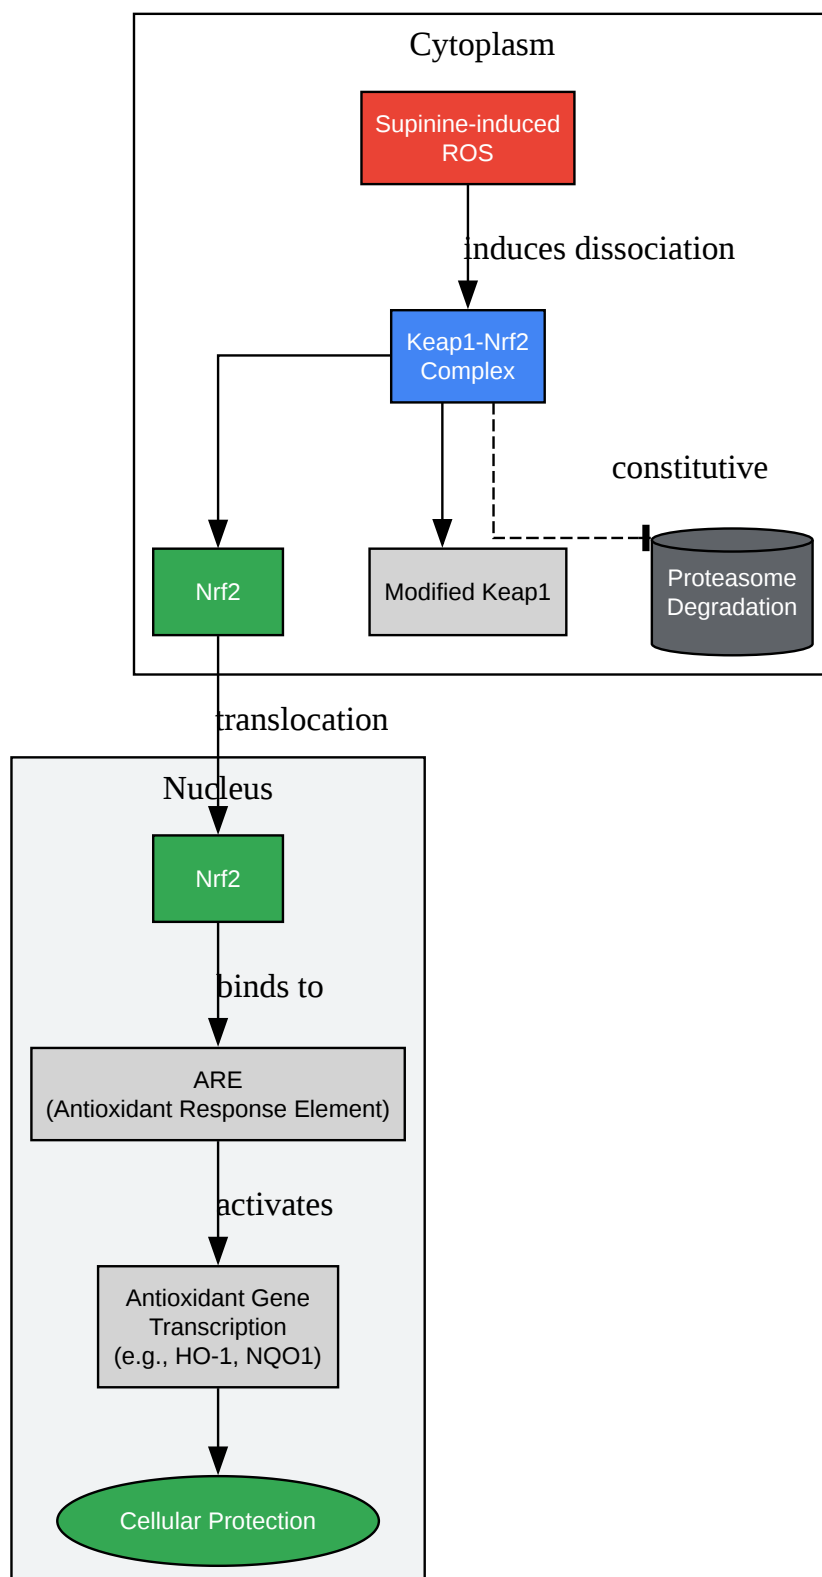 Cytoplasm
Supinine-induced
ROS
induces dissociation
Keap1-Nrf2
Complex
constitutive
Nrf2
Modified Keap1
Proteasome
Degradation
translocation
Nucleus
Nrf2
binds to
ARE
(Antioxidant Response Element)
activates
Antioxidant Gene
Transcription
(e.g., HO-1, NQO1)
Cellular Protection